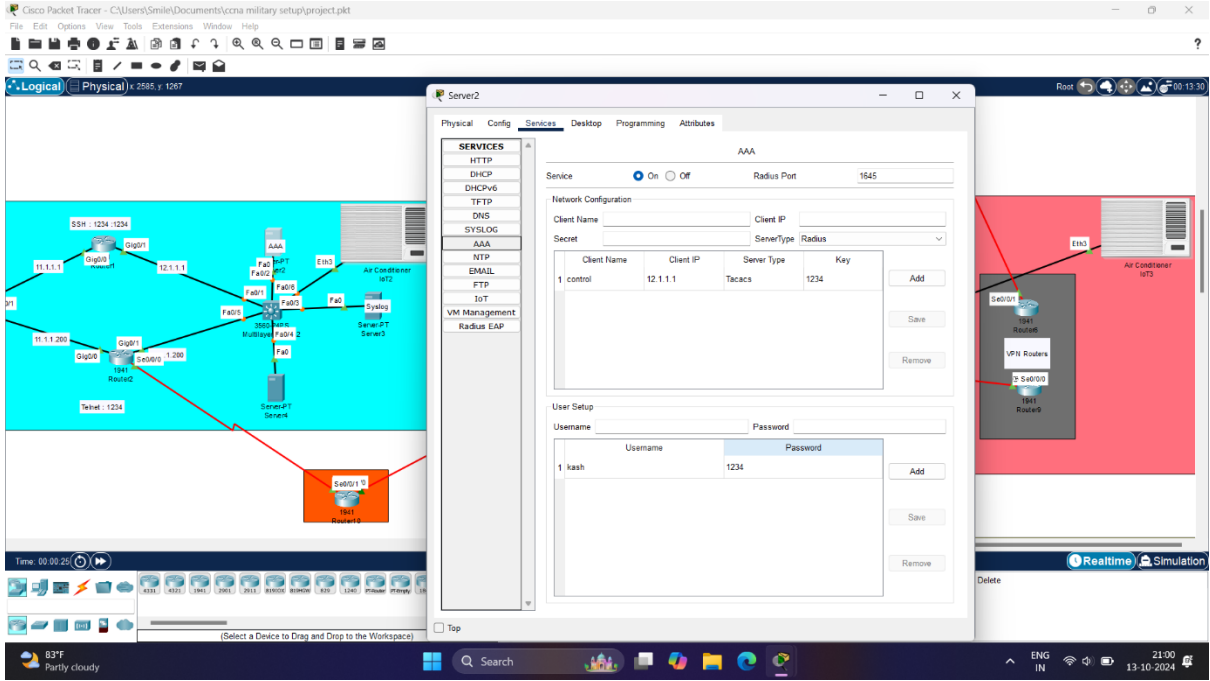 Cisco Packet Tracer - C:\Users\Smile\Documents\ccna military setup\project.pkt
File Edit Options View Tools Extensions Window Help
?
Logical Physical x: 2585, y: 1267
Root 00:13:30
Server2
Physical Config Services Desktop Programming Attributes
SERVICES
HTTP
DHCP
DHCPv6
TFTP
DNS
SYSLOG
AAA
NTP
EMAIL
FTP
IoT
VM Management
Radius EAP
AAA
Service On Off Radius Port 1645
Network Configuration
Client Name Client IP
Secret ServerType Radius
Client Name Client IP Server Type Key
1 control 12.1.1.1 Tacacs 1234
Add
Save
Remove
User Setup
Username Password
Username Password
1 kash 1234
Add
Save
Remove
Top
SSH : 1234 :1234
Gig0/1
Gig0/0
11.1.1.1
12.1.1.1
AAA
Fa0
Fa0/2
Eth3
Air Conditioner
IoT2
Fa0/1
Fa0/6
Fa0/3
Fa0
Syslog
Fa0/5
Server-PT
Server3
Fa0/4
11.1.1.200
Gig0/1
Gig0/0
Se0/0/0
:1.200
1941
Router2
Fa0
Telnet : 1234
Server-PT
Server4
Se0/0/1
1941
Router10
Eth3
Air Conditioner
IoT3
Se0/0/1
1941
Router6
VPN Routers
Se0/0/0
1941
Router9
Time: 00:00:25
Realtime Simulation
4331 4321 1941 2901 2911 819IOX 819HGW 829 1240 PT-Router PT-Empty
Delete
(Select a Device to Drag and Drop to the Workspace)
83°F
Partly cloudy
Search
ENG
IN
21:00
13-10-2024